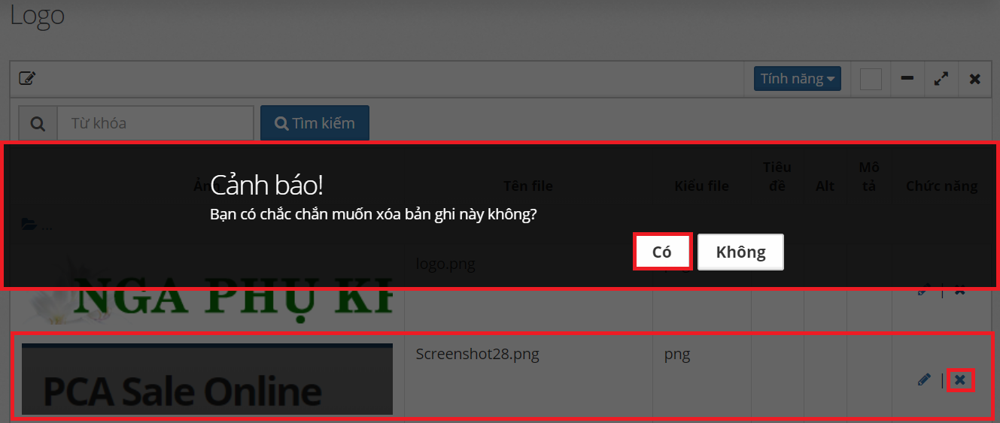 Logo
Tính năng
Từ khóa
Tìm kiếm
Ảnh
Tên file
Kiểu file
Tiêu
đề
Alt
Mô
tả
Chức năng
Cảnh báo!
Bạn có chắc chắn muốn xóa bản ghi này không?
...
Có
Không
logo.png
NGA PHỤ KI
Screenshot28.png
png
PCA Sale Online